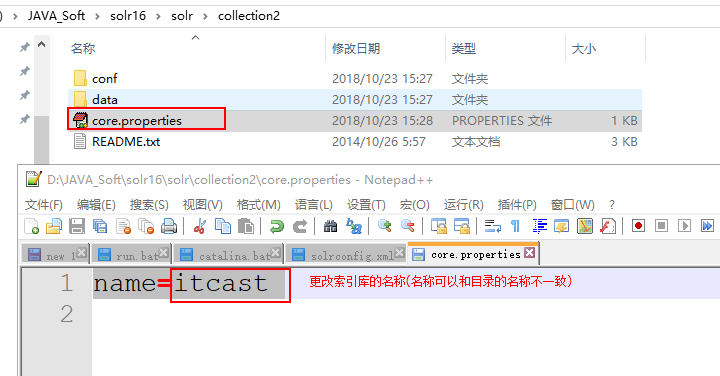 ) › JAVA_Soft › solr16 › solr › collection2
名称 修改日期 类型 大小
conf 2018/10/23 15:27 文件夹
data 2018/10/23 15:27 文件夹
core.properties 2018/10/23 15:28 PROPERTIES 文件 1 KB
README.txt 2014/10/26 5:57 文本文档 3 KB
D:\JAVA_Soft\solr16\solr\collection2\core.properties - Notepad++
文件(F) 编辑(E) 搜索(S) 视图(V) 格式(M) 语言(L) 设置(T) 宏(O) 运行(R) 插件(P) 窗口(W) ?
new 1 run.bat catalina.bat solrconfig.xml core.properties
1 name=itcast 更改索引库的名称(名称可以和目录的名称不一致)
2